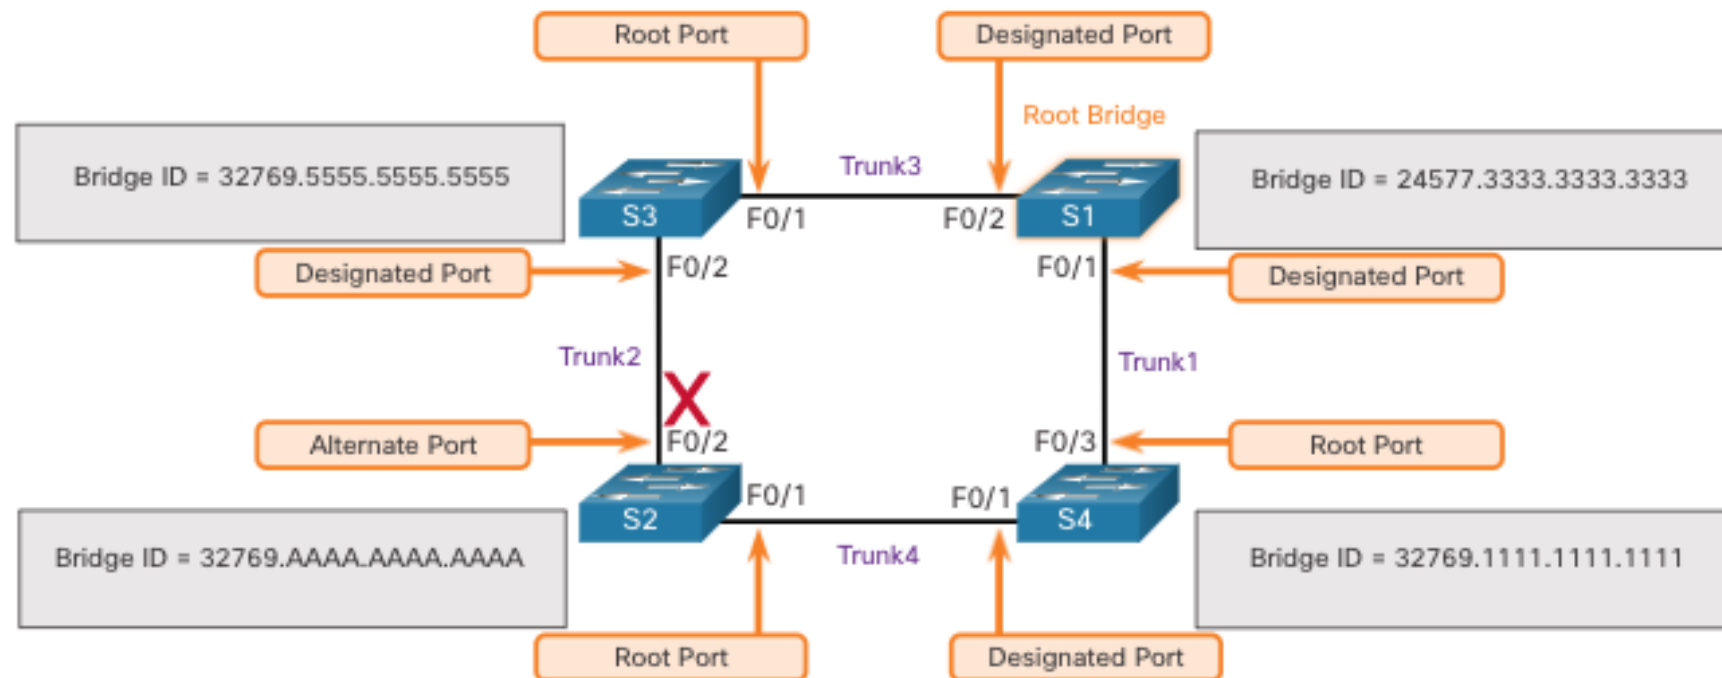 Root Port
Designated Port
Root Bridge
Bridge ID = 32769.5555.5555.5555
Trunk3
Bridge ID = 24577.3333.3333.3333
S3
F0/1
F0/2
S1
Designated Port
F0/2
F0/1
Designated Port
Trunk2
Trunk1
X
Alternate Port
F0/2
F0/3
Root Port
S2
F0/1
F0/1
S4
Bridge ID = 32769.AAAA.AAAA.AAAA
Trunk4
Bridge ID = 32769.1111.1111.1111
Root Port
Designated Port